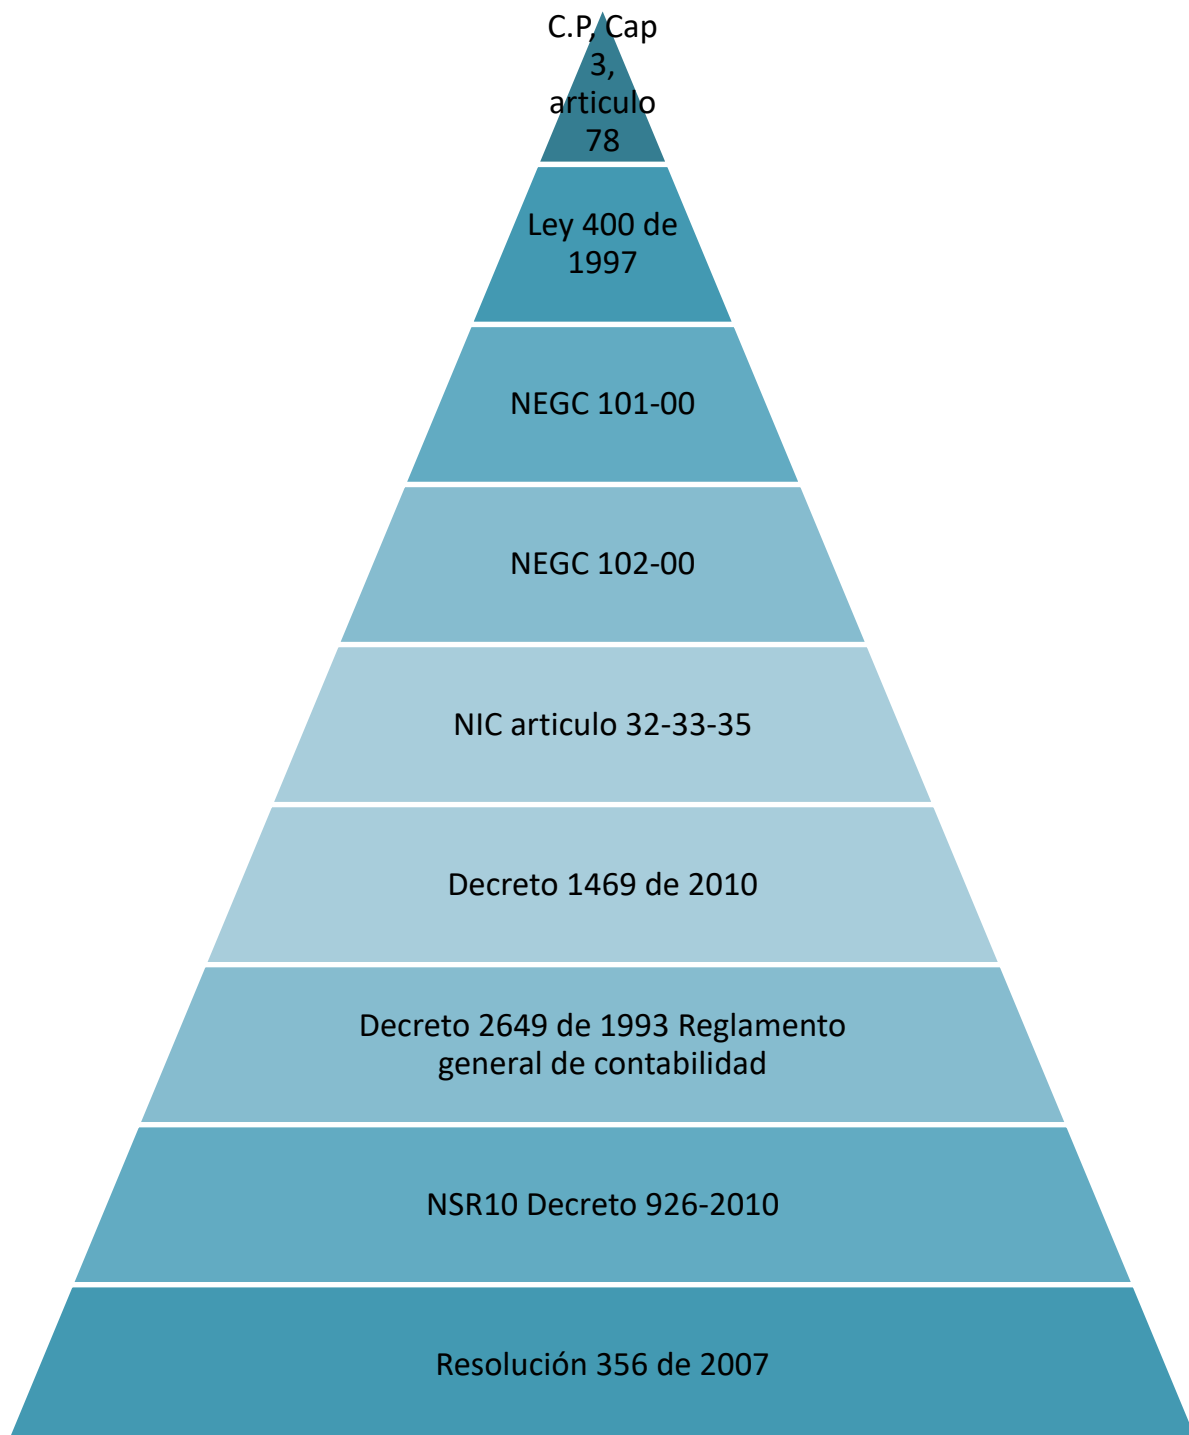 C.P, Cap
3,
articulo
78
Ley 400 de
1997
NEGC 101-00
NEGC 102-00
NIC articulo 32-33-35
Decreto 1469 de 2010
Decreto 2649 de 1993 Reglamento
general de contabilidad
NSR10 Decreto 926-2010
Resolución 356 de 2007